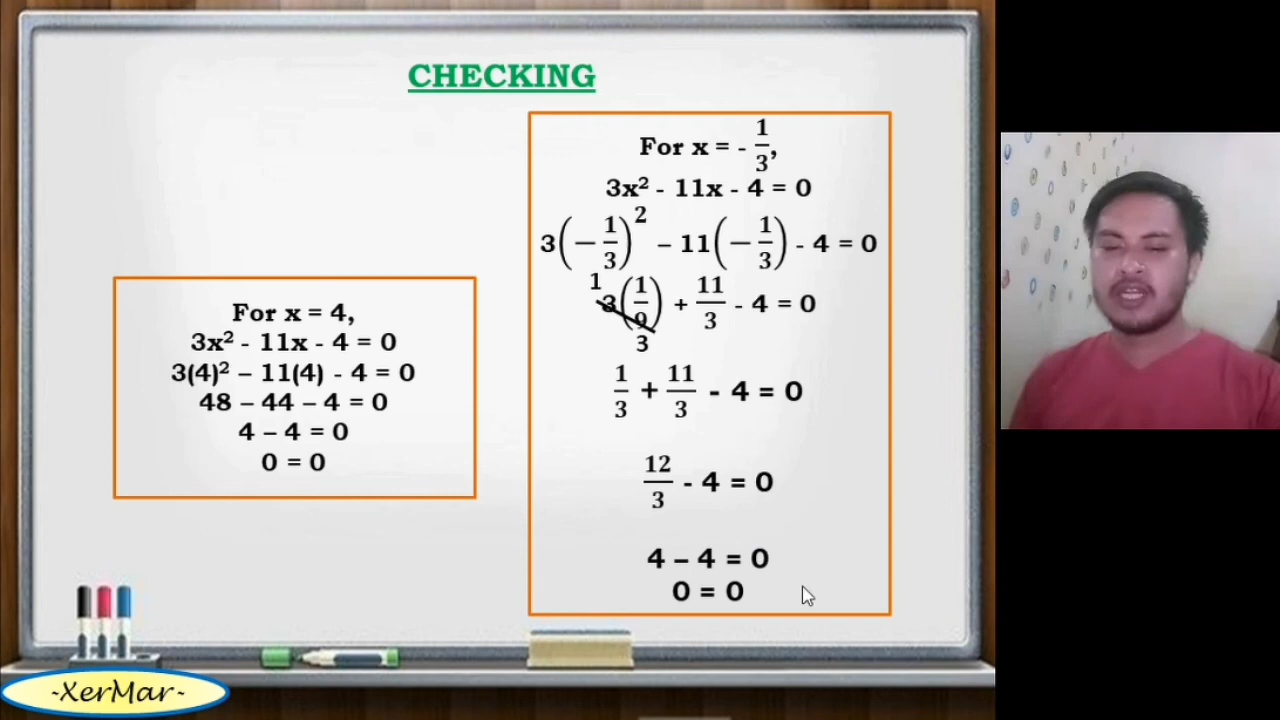 CHECKING
For x = 4,
3x² - 11x - 4 = 0
3(4)² – 11(4) - 4 = 0
48 – 44 – 4 = 0
4 – 4 = 0
0 = 0
For x = - 1/3,
3x² - 11x - 4 = 0
3(−1/3)² – 11(−1/3) - 4 = 0
1
3(1/9) + 11/3 - 4 = 0
3
1/3 + 11/3 - 4 = 0
12/3 - 4 = 0
4 – 4 = 0
0 = 0
-XerMar-